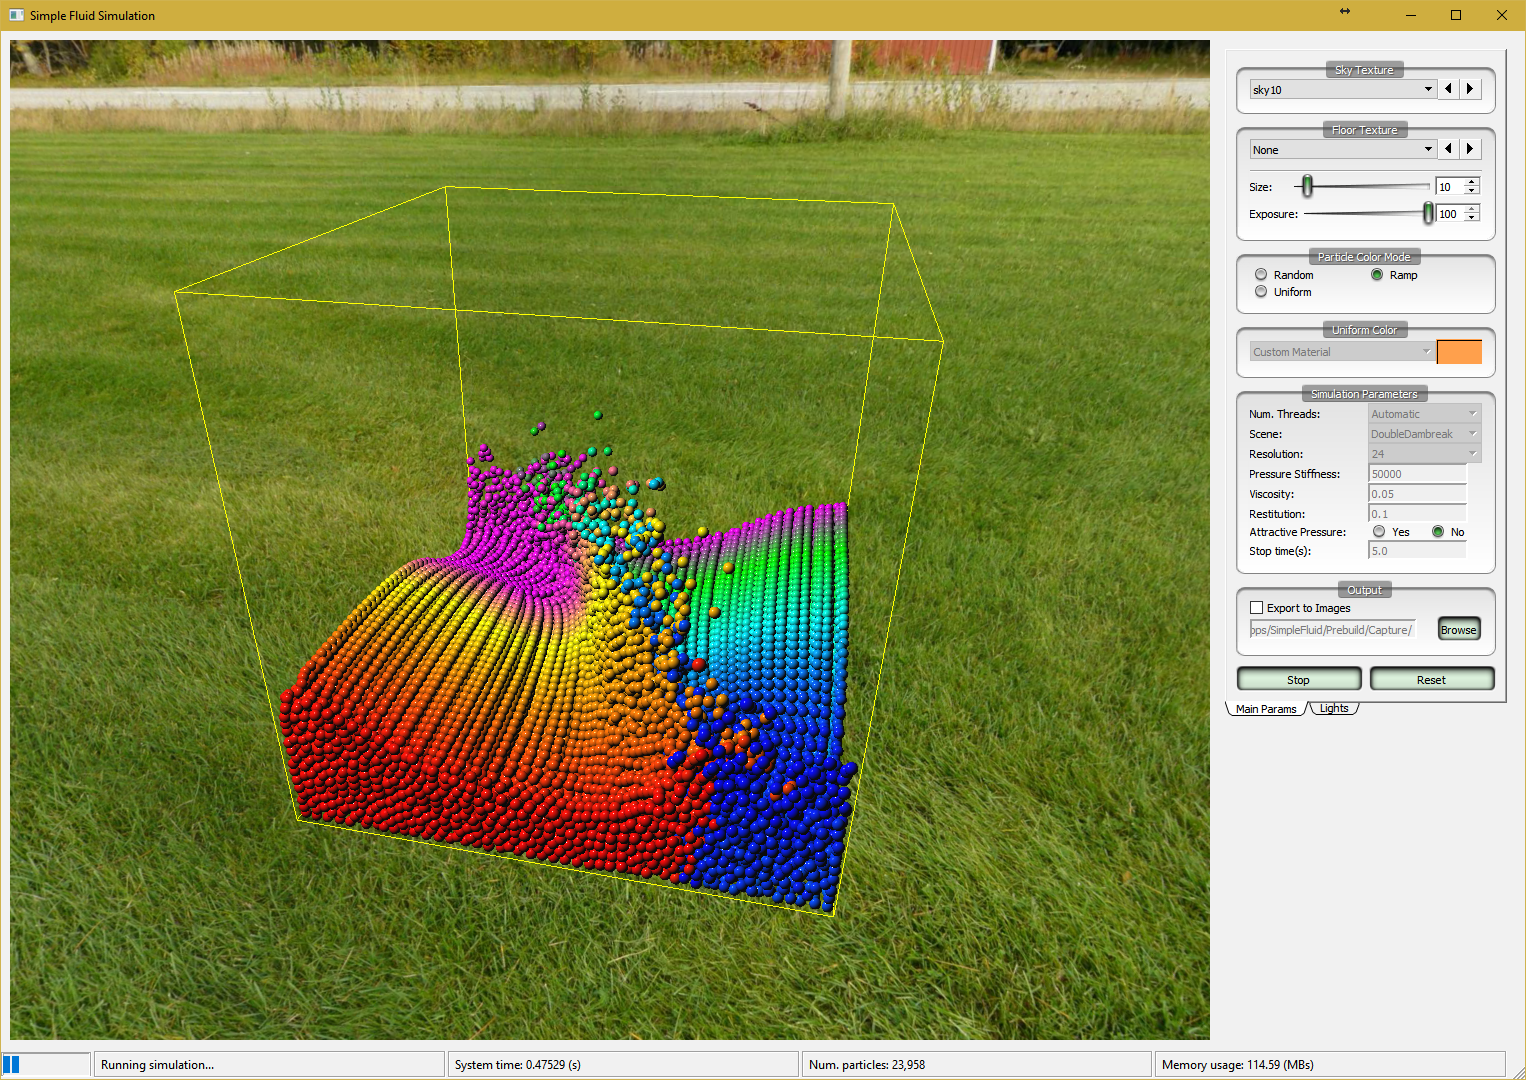 Simple Fluid Simulation
Sky Texture
sky10
Floor Texture
None
Size: 10
Exposure: 100
Particle Color Mode
Random Ramp
Uniform
Uniform Color
Custom Material
Simulation Parameters
Num. Threads: Automatic
Scene: DoubleDambreak
Resolution: 24
Pressure Stiffness: 50000
Viscosity: 0.05
Restitution: 0.1
Attractive Pressure: Yes No
Stop time(s): 5.0
Output
Export to Images
pps/SimpleFluid/Prebuild/Capture/ Browse
Stop Reset
Main Params Lights
Running simulation... System time: 0.47529 (s) Num. particles: 23,958 Memory usage: 114.59 (MBs)